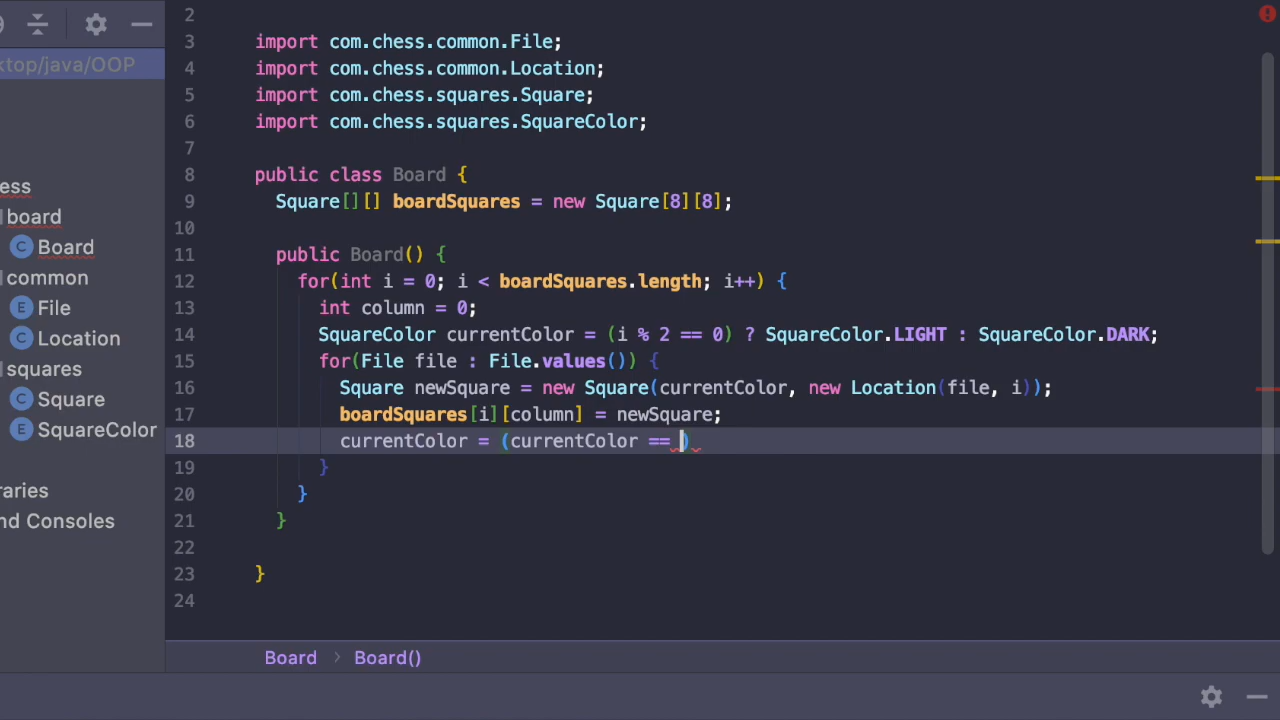 ktop/java/OOP
ess
board
Board
common
File
Location
squares
Square
SquareColor
raries
nd Consoles
2
3 import com.chess.common.File;
4 import com.chess.common.Location;
5 import com.chess.squares.Square;
6 import com.chess.squares.SquareColor;
7
8 public class Board {
9 Square[][] boardSquares = new Square[8][8];
10
11 public Board() {
12 for(int i = 0; i < boardSquares.length; i++) {
13 int column = 0;
14 SquareColor currentColor = (i % 2 == 0) ? SquareColor.LIGHT : SquareColor.DARK;
15 for(File file : File.values()) {
16 Square newSquare = new Square(currentColor, new Location(file, i));
17 boardSquares[i][column] = newSquare;
18 currentColor = (currentColor == )
19 }
20 }
21 }
22
23 }
24
Board > Board()